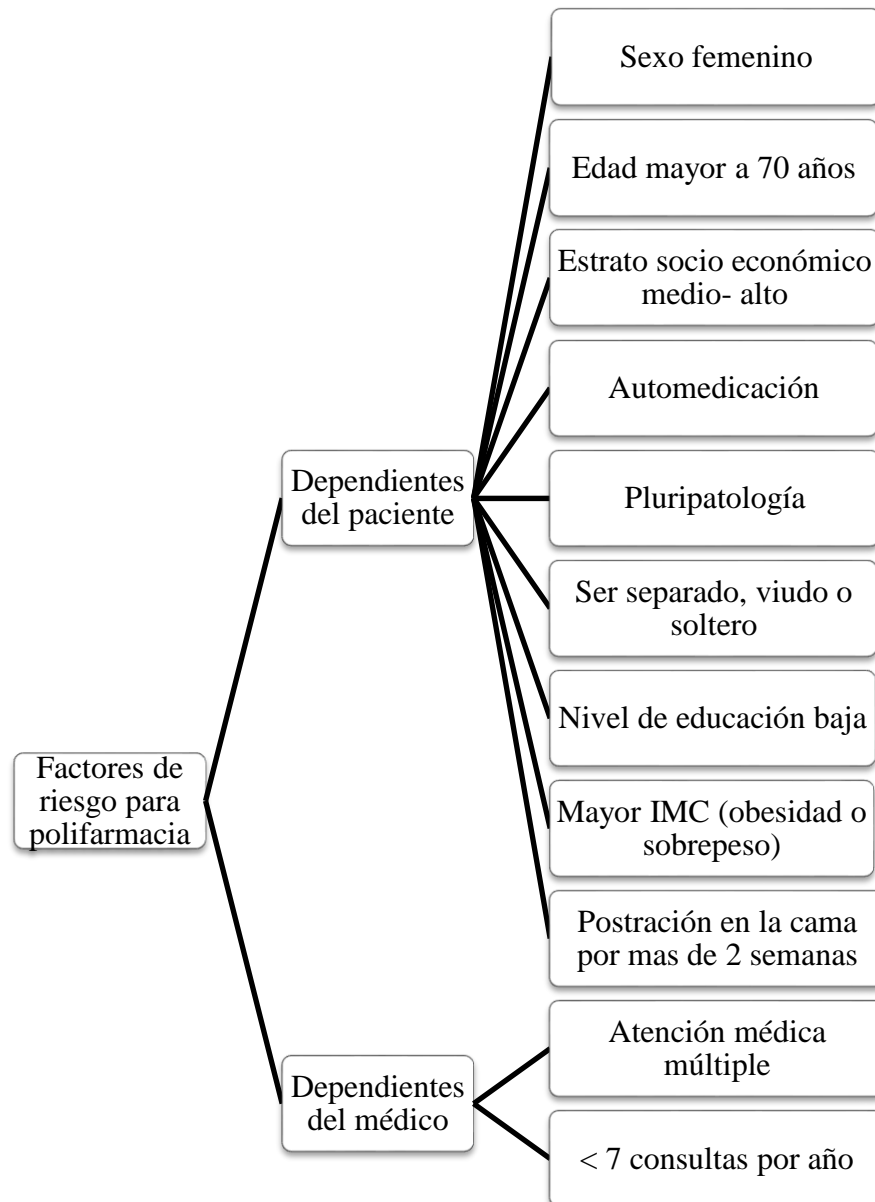 Factores de
riesgo para
polifarmacia
Dependientes
del paciente
Sexo femenino
Edad mayor a 70 años
Estrato socio económico
medio- alto
Automedicación
Pluripatología
Ser separado, viudo o
soltero
Nivel de educación baja
Mayor IMC (obesidad o
sobrepeso)
Postración en la cama
por mas de 2 semanas
Dependientes
del médico
Atención médica
múltiple
< 7 consultas por año